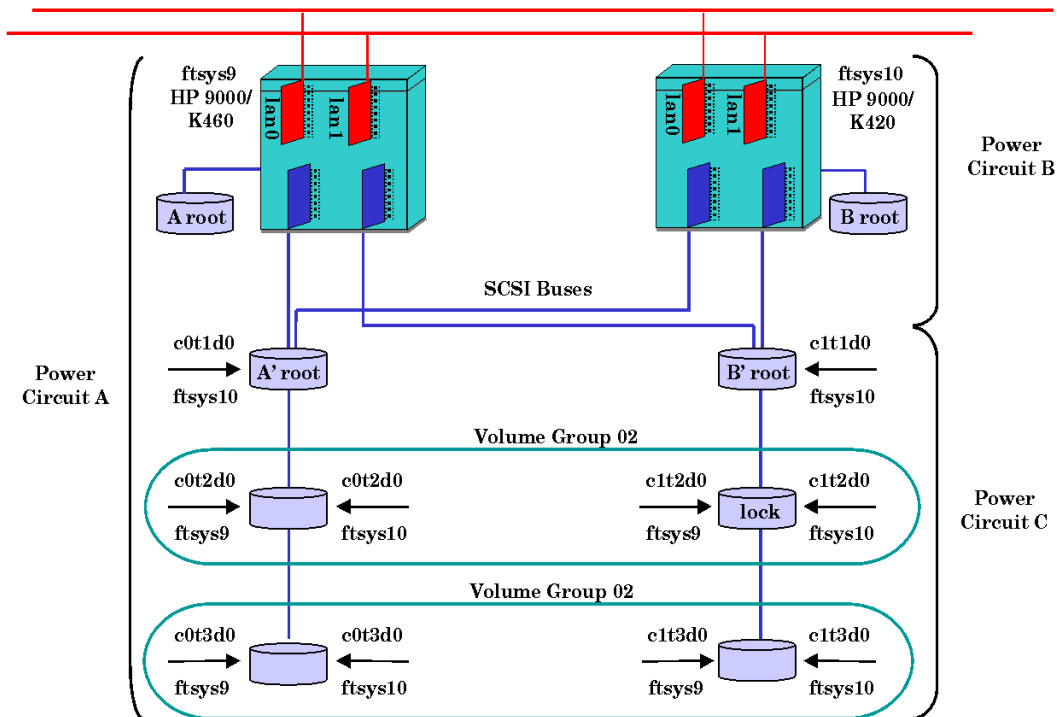 ftsys9
HP 9000/
K460
lan0
lan1
lan0
lan1
ftsys10
HP 9000/
K420
Power
Circuit B
A root
B root
SCSI Buses
c0t1d0
ftsys10
A' root
B' root
c1t1d0
ftsys10
Power
Circuit A
Volume Group 02
c0t2d0
ftsys9
c0t2d0
ftsys10
c1t2d0
ftsys9
lock
c1t2d0
ftsys10
Power
Circuit C
Volume Group 02
c0t3d0
ftsys9
c0t3d0
ftsys10
c1t3d0
ftsys9
c1t3d0
ftsys10